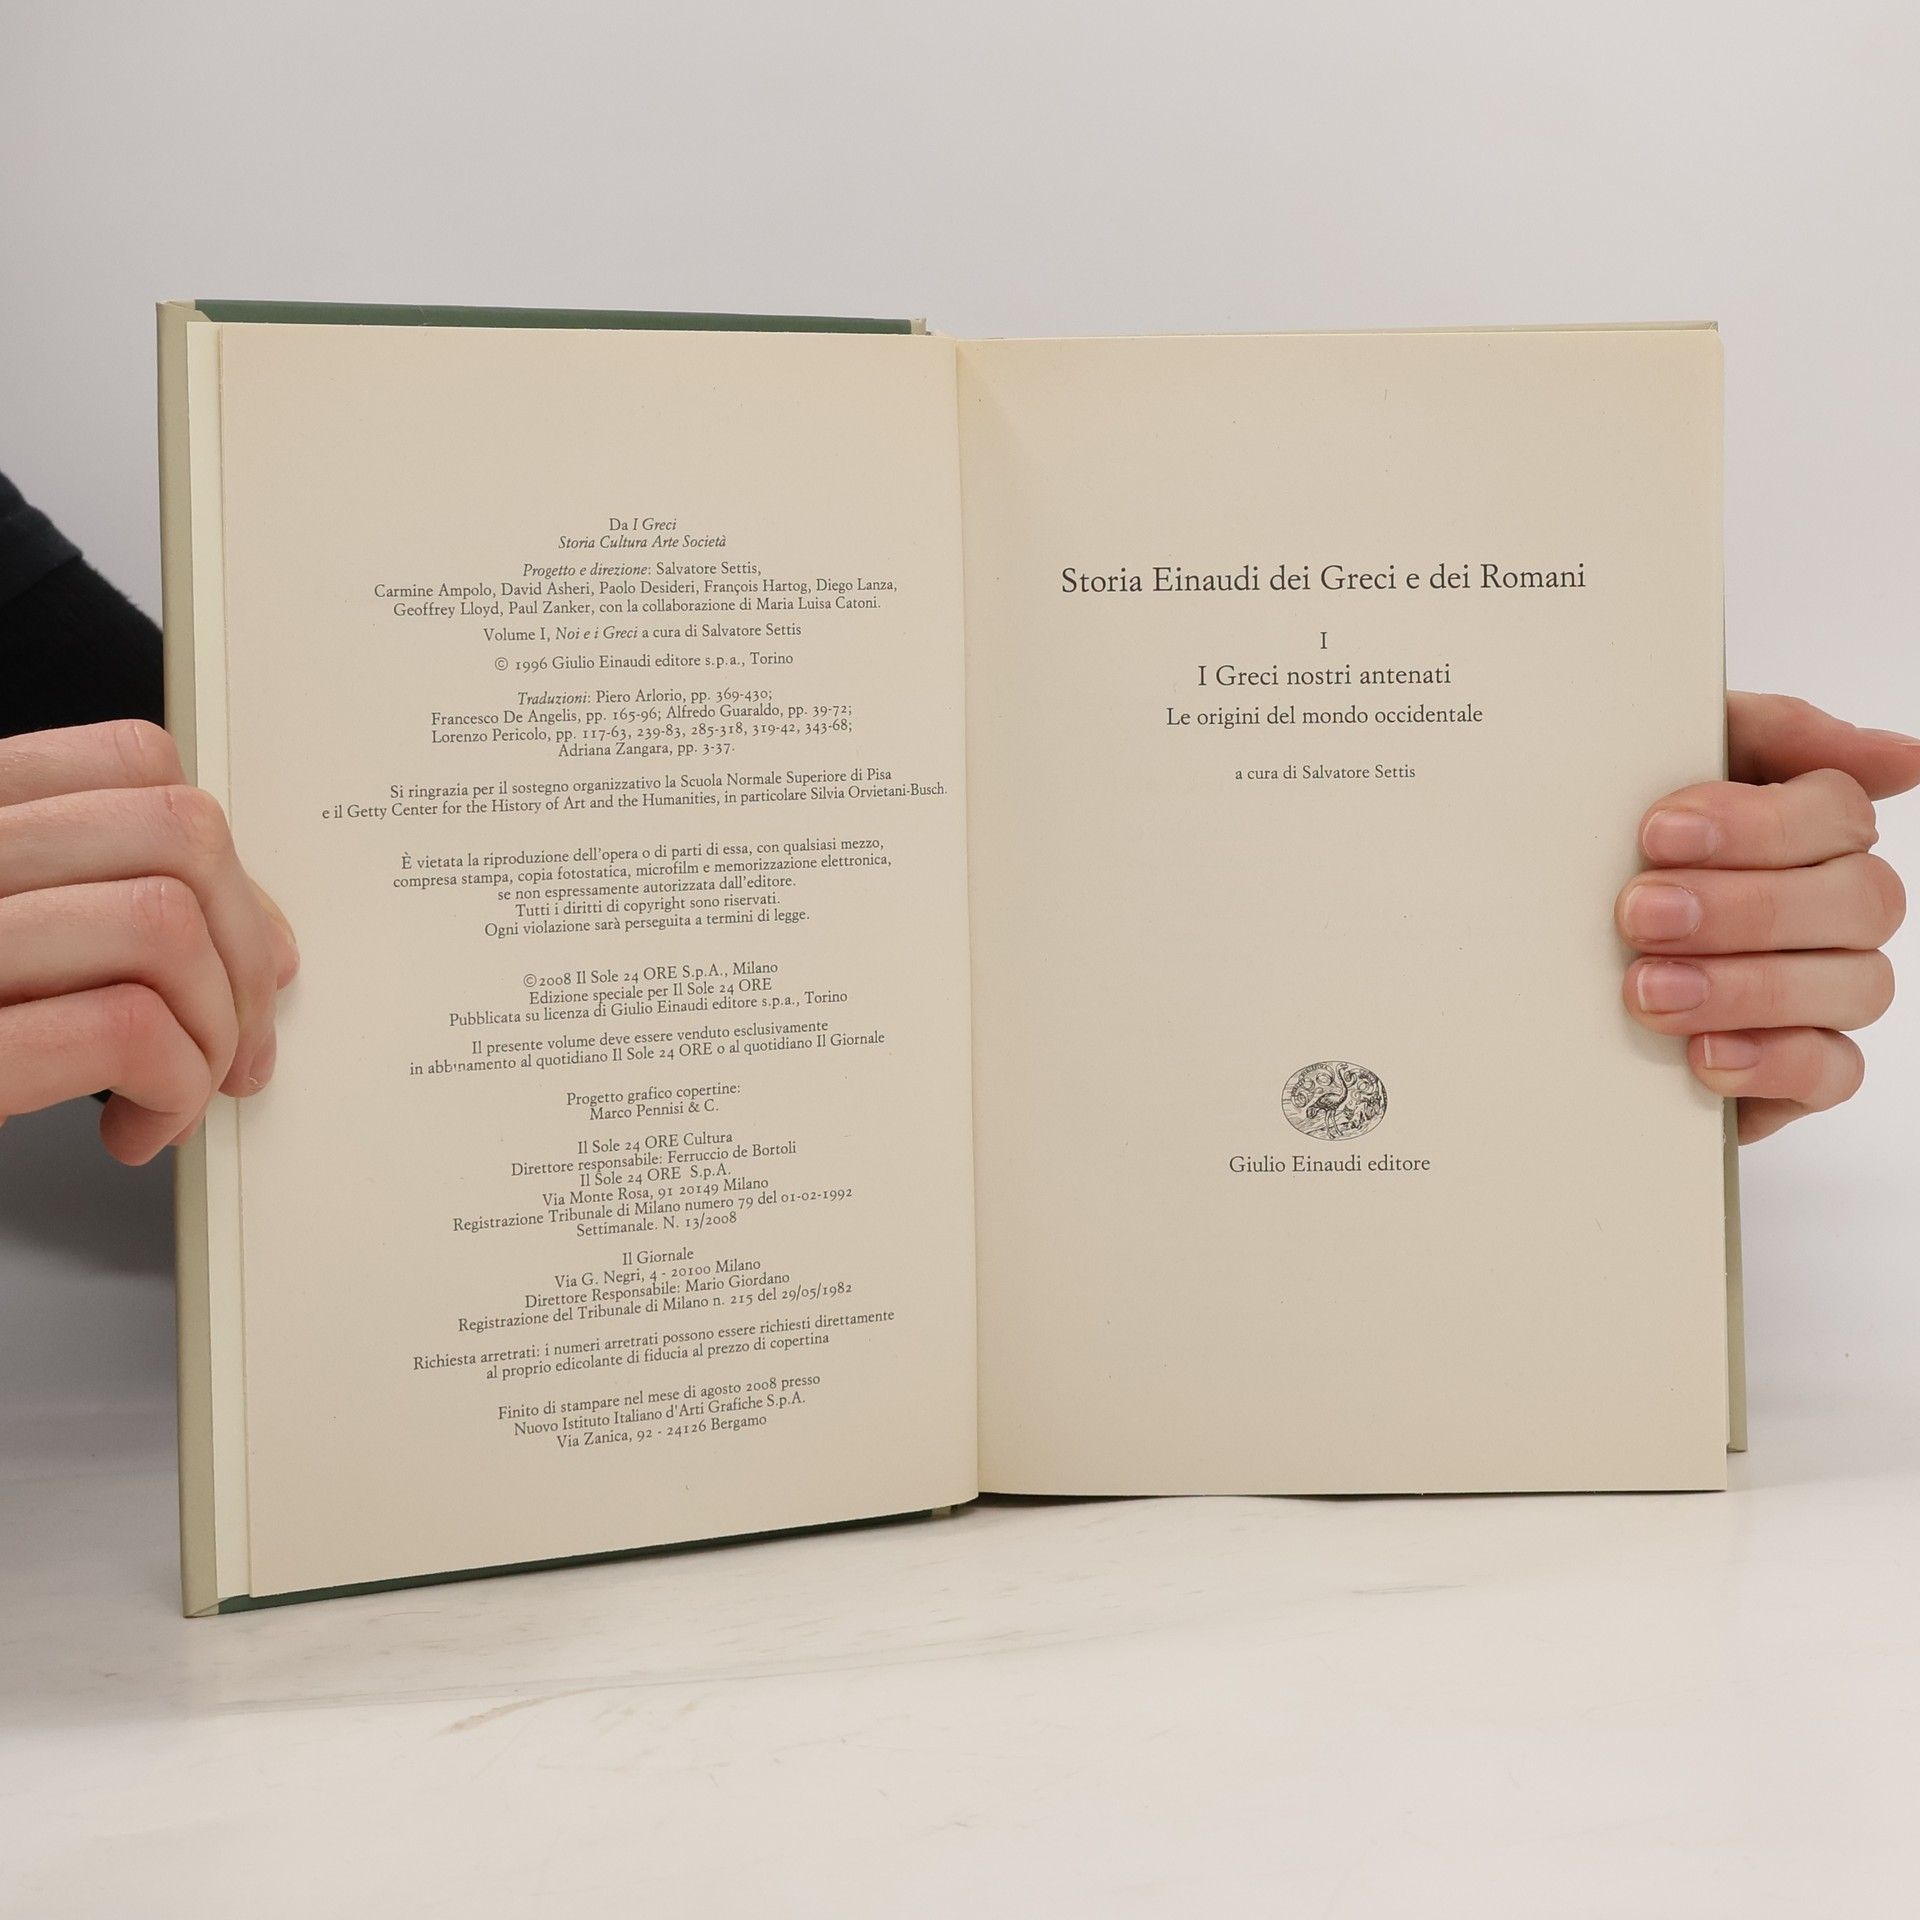 Da I Greci
Storia Cultura Arte Società
Progetto e direzione: Salvatore Settis,
Carmine Ampolo, David Asheri, Paolo Desideri, François Hartog, Diego Lanza,
Geoffrey Lloyd, Paul Zanker, con la collaborazione di Maria Luisa Catoni.
Volume I, Noi e i Greci a cura di Salvatore Settis
© 1996 Giulio Einaudi editore s.p.a., Torino
Traduzioni: Piero Arlorio, pp. 369-430;
Francesco De Angelis, pp. 165-96; Alfredo Guaraldo, pp. 39-72;
Lorenzo Pericolo, pp. 117-63, 239-83, 285-318, 319-42, 343-68;
Adriana Zangara, pp. 3-37.
Si ringrazia per il sostegno organizzativo la Scuola Normale Superiore di Pisa
e il Getty Center for the History of Art and the Humanities, in particolare Silvia Orvietani-Busch.
È vietata la riproduzione dell'opera o di parti di essa, con qualsiasi mezzo,
compresa stampa, copia fotostatica, microfilm e memorizzazione elettronica,
se non espressamente autorizzata dall'editore.
Tutti i diritti di copyright sono riservati.
Ogni violazione sarà perseguita a termini di legge.
©2008 Il Sole 24 ORE S.p.A., Milano
Edizione speciale per Il Sole 24 ORE
Pubblicata su licenza di Giulio Einaudi editore s.p.a., Torino
Il presente volume deve essere venduto esclusivamente
in abbinamento al quotidiano Il Sole 24 ORE o al quotidiano Il Giornale
Progetto grafico copertine:
Marco Pennisi & C.
Il Sole 24 ORE Cultura
Direttore responsabile: Ferruccio de Bortoli
Il Sole 24 ORE S.p.A.
Via Monte Rosa, 91 20149 Milano
Registrazione Tribunale di Milano numero 79 del 01-02-1992
Settimanale. N. 13/2008
Il Giornale
Via G. Negri, 4 - 20100 Milano
Direttore Responsabile: Mario Giordano
Registrazione del Tribunale di Milano n. 215 del 29/05/1982
Richiesta arretrati: i numeri arretrati possono essere richiesti direttamente
al proprio edicolante di fiducia al prezzo di copertina
Finito di stampare nel mese di agosto 2008 presso
Nuovo Istituto Italiano d'Arti Grafiche S.p.A.
Via Zanica, 92 - 24126 Bergamo
Storia Einaudi dei Greci e dei Romani
I
I Greci nostri antenati
Le origini del mondo occidentale
a cura di Salvatore Settis
Giulio Einaudi editore